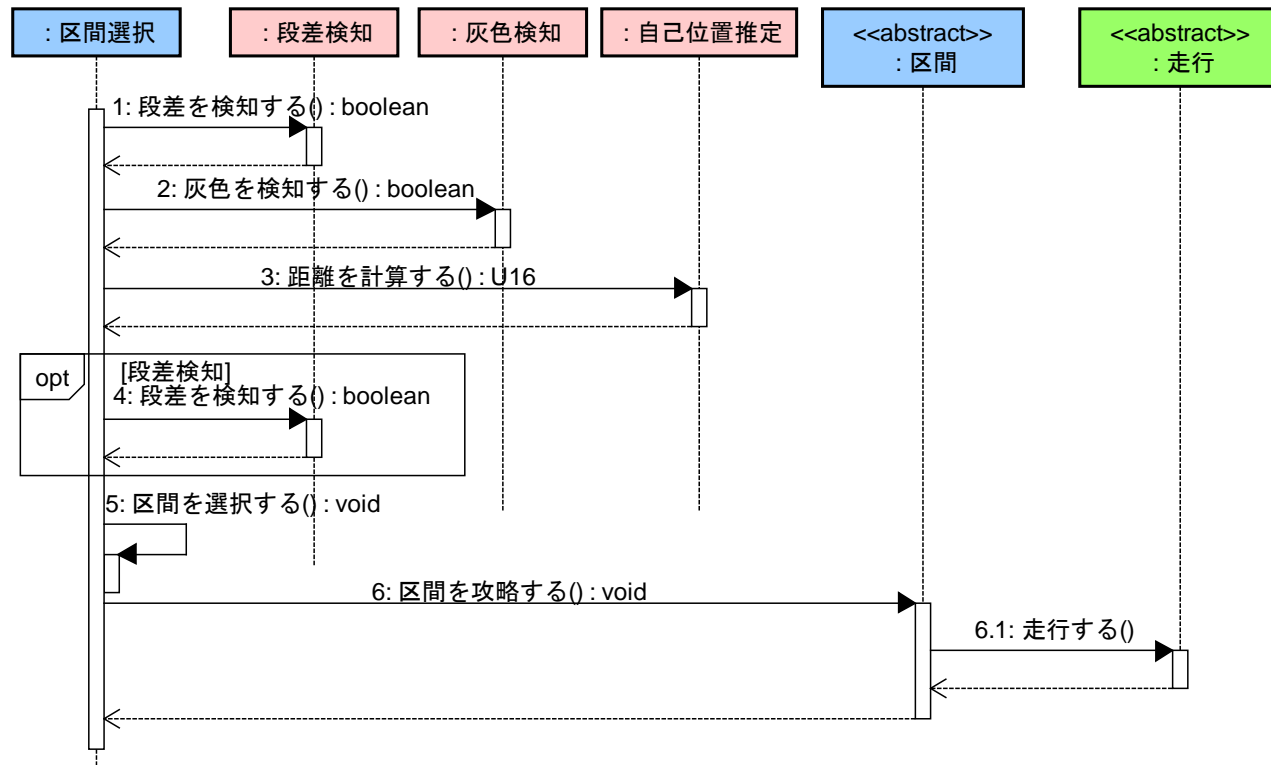 : 区間選択
: 段差検知
: 灰色検知
: 自己位置推定
<<abstract>>
: 区間
<<abstract>>
: 走行
1: 段差を検知する() : boolean
2: 灰色を検知する() : boolean
3: 距離を計算する() : U16
opt
[段差検知]
4: 段差を検知する() : boolean
5: 区間を選択する() : void
6: 区間を攻略する() : void
6.1: 走行する()